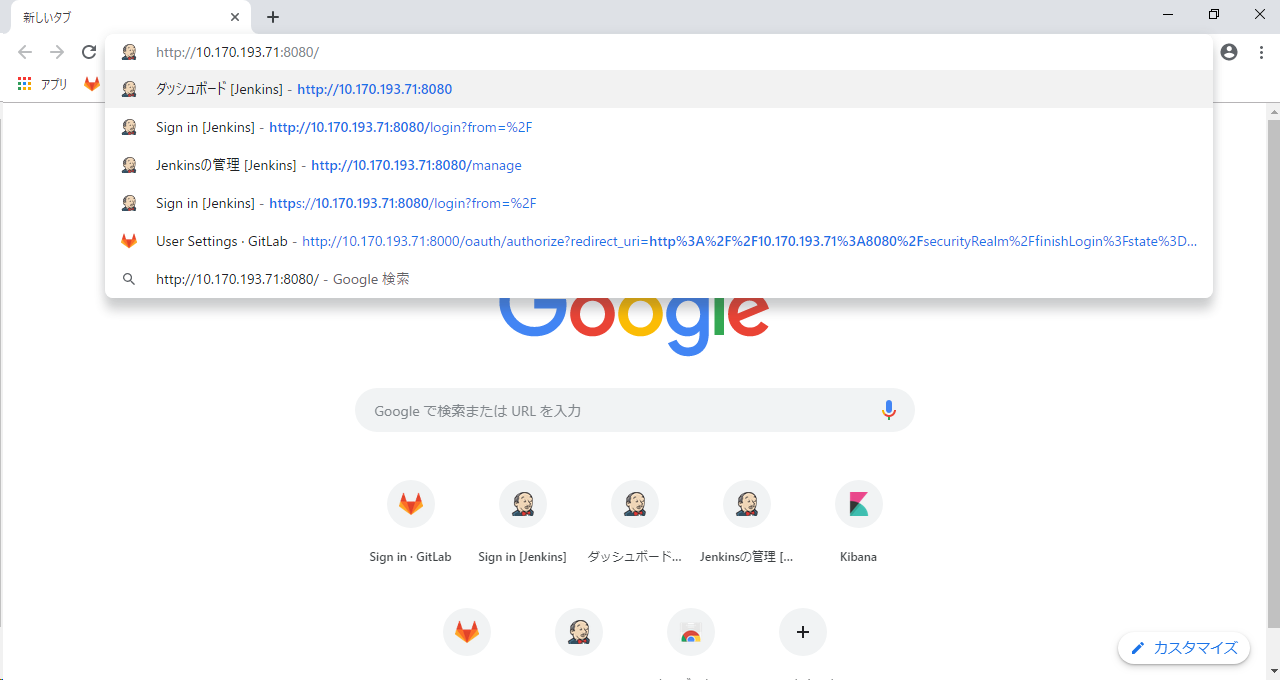 新しいタブ
http://10.170.193.71:8080/
アプリ
ダッシュボード [Jenkins] - http://10.170.193.71:8080
Sign in [Jenkins] - http://10.170.193.71:8080/login?from=%2F
Jenkinsの管理 [Jenkins] - http://10.170.193.71:8080/manage
Sign in [Jenkins] - https://10.170.193.71:8080/login?from=%2F
User Settings · GitLab - http://10.170.193.71:8000/oauth/authorize?redirect_uri=http%3A%2F%2F10.170.193.71%3A8080%2FsecurityRealm%2FfinishLogin%3Fstate%3D...
http://10.170.193.71:8080/ - Google 検索
Google
Google で検索または URL を入力
Sign in · GitLab
Sign in [Jenkins]
ダッシュボード...
Jenkinsの管理 [...
Kibana
カスタマイズ